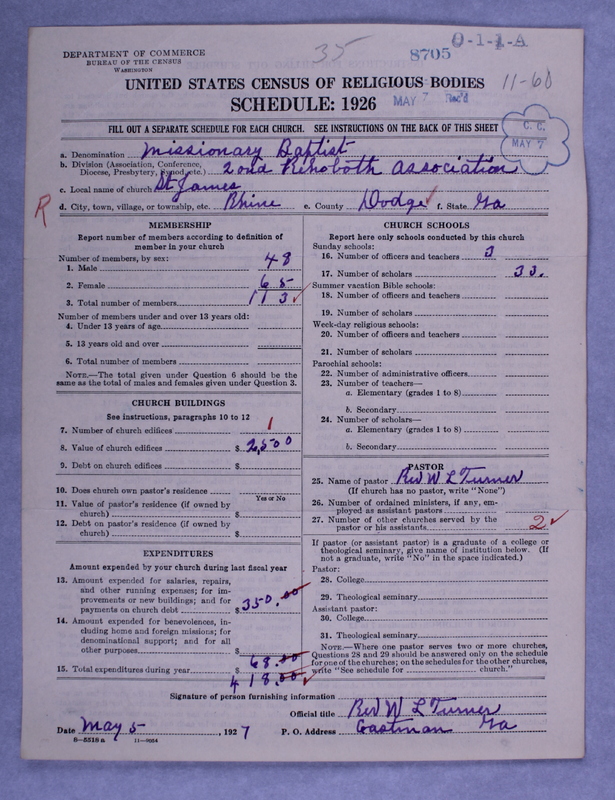 35
8705
0-1-1-A
DEPARTMENT OF COMMERCE
BUREAU OF THE CENSUS
WASHINGTON
11-60
UNITED STATES CENSUS OF RELIGIOUS BODIES
SCHEDULE: 1926
MAY 7 Rec'd
FILL OUT A SEPARATE SCHEDULE FOR EACH CHURCH. SEE INSTRUCTIONS ON THE BACK OF THIS SHEET
C. C.
MAY 7
a. Denomination Missionary Baptist
b. Division (Association, Conference, Diocese, Presbytery, Synod, etc.) 2ond Rehoboth Association
c. Local name of church St James
R
d. City, town, village, or township, etc. Rhine e. County Dodge f. State Ga
MEMBERSHIP
Report number of members according to definition of
member in your church
Number of members, by sex:
1. Male 48
2. Female 65
3. Total number of members 113
Number of members under and over 13 years old:
4. Under 13 years of age
5. 13 years old and over
6. Total number of members
NOTE.—The total given under Question 6 should be the
same as the total of males and females given under Question 3.
CHURCH BUILDINGS
See instructions, paragraphs 10 to 12
7. Number of church edifices 1
8. Value of church edifices $ 2,500
9. Debt on church edifices $
10. Does church own pastor's residence
Yes or No
11. Value of pastor's residence (if owned by
church) $
12. Debt on pastor's residence (if owned by
church) $
EXPENDITURES
Amount expended by your church during last fiscal year
13. Amount expended for salaries, repairs,
and other running expenses; for im-
provements or new buildings; and for
payments on church debt $ 350.00
14. Amount expended for benevolences, in-
cluding home and foreign missions; for
denominational support; and for all
other purposes $ 68.00
15. Total expenditures during year $ 418.00
CHURCH SCHOOLS
Report here only schools conducted by this church
Sunday schools:
16. Number of officers and teachers 3
17. Number of scholars 33.
Summer vacation Bible schools:
18. Number of officers and teachers
19. Number of scholars
Week-day religious schools:
20. Number of officers and teachers
21. Number of scholars
Parochial schools:
22. Number of administrative officers
23. Number of teachers—
a. Elementary (grades 1 to 8)
b. Secondary
24. Number of scholars—
a. Elementary (grades 1 to 8)
b. Secondary
PASTOR
25. Name of pastor Rev W L Turner
(If church has no pastor, write "None")
26. Number of ordained ministers, if any, em-
ployed as assistant pastors
27. Number of other churches served by the
pastor or his assistants 2
If pastor (or assistant pastor) is a graduate of a college or
theological seminary, give name of institution below. (If
not a graduate, write "No" in the space indicated.)
Pastor:
28. College
29. Theological seminary
Assistant pastor:
30. College
31. Theological seminary
NOTE.—Where one pastor serves two or more churches,
Questions 28 and 29 should be answered only on the schedule
for one of the churches; on the schedules for the other churches,
write "See schedule for church."
Signature of person furnishing information
Official title Rev W L Turner
Date May 5, 1927 P. O. Address Eastman Ga
8—5518 a 11—9054